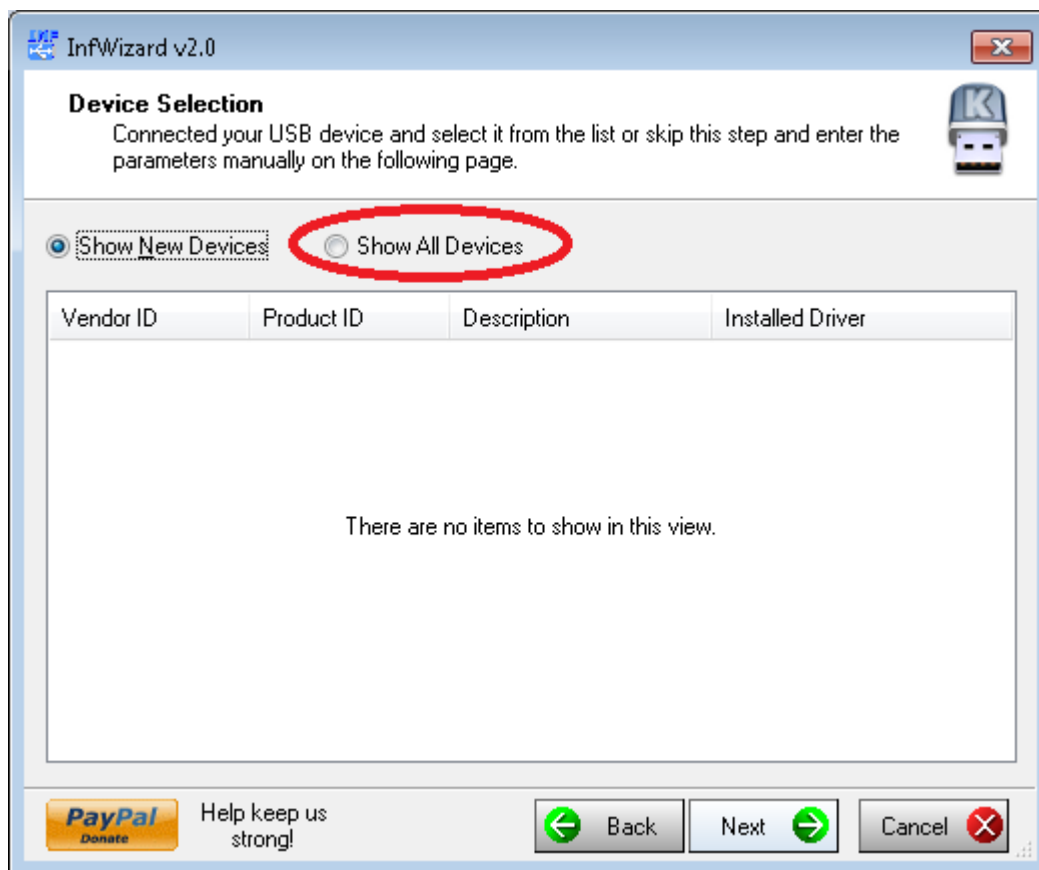 InfWizard v2.0
Device Selection
Connected your USB device and select it from the list or skip this step and enter the
parameters manually on the following page.
K
Show New Devices
Show All Devices
Vendor ID
Product ID
Description
Installed Driver
There are no items to show in this view.
PayPal
Donate
Help keep us
strong!
Back
Next
Cancel